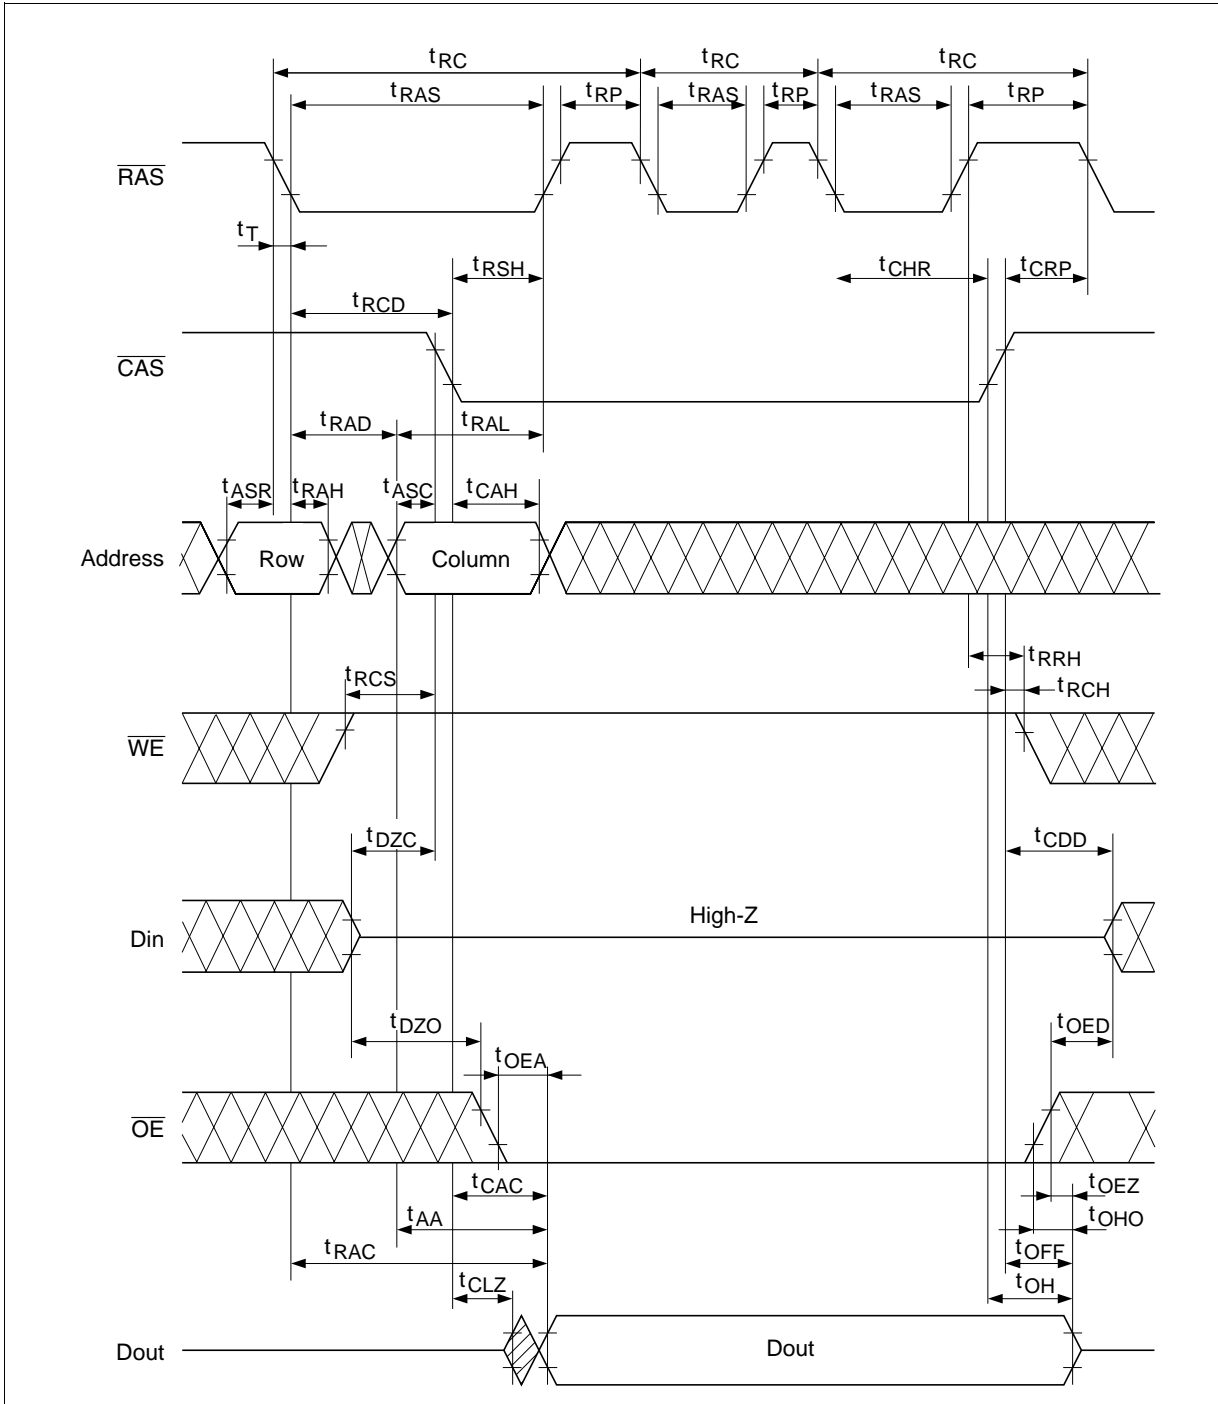 tRC tRC tRC
tRAS tRP tRAS tRP tRAS tRP
RAS
tT
tRSH tCHR tCRP
tRCD
CAS
tRAD tRAL
tASR tRAH tASC tCAH
Address Row Column
tRRH
tRCS tRCH
WE
tDZC tCDD
High-Z
Din
tDZO tOED
tOEA
OE
tCAC tOEZ
tAA tOHO
tRAC tOFF
tCLZ tOH
Dout Dout